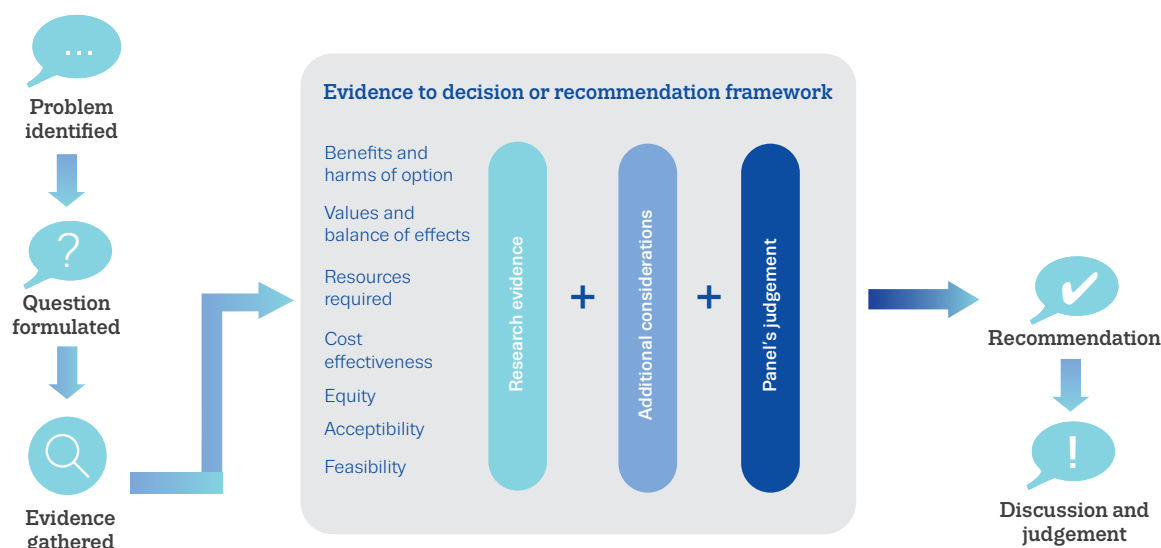 ...
Problem
identified
?
Question
formulated
Evidence
gathered
Evidence to decision or recommendation framework
Benefits and
harms of option
Values and
balance of effects
Resources
required
Cost
effectiveness
Equity
Acceptibility
Feasibility
Research evidence
+
Additional considerations
+
Panel's judgement
Recommendation
!
Discussion and
judgement